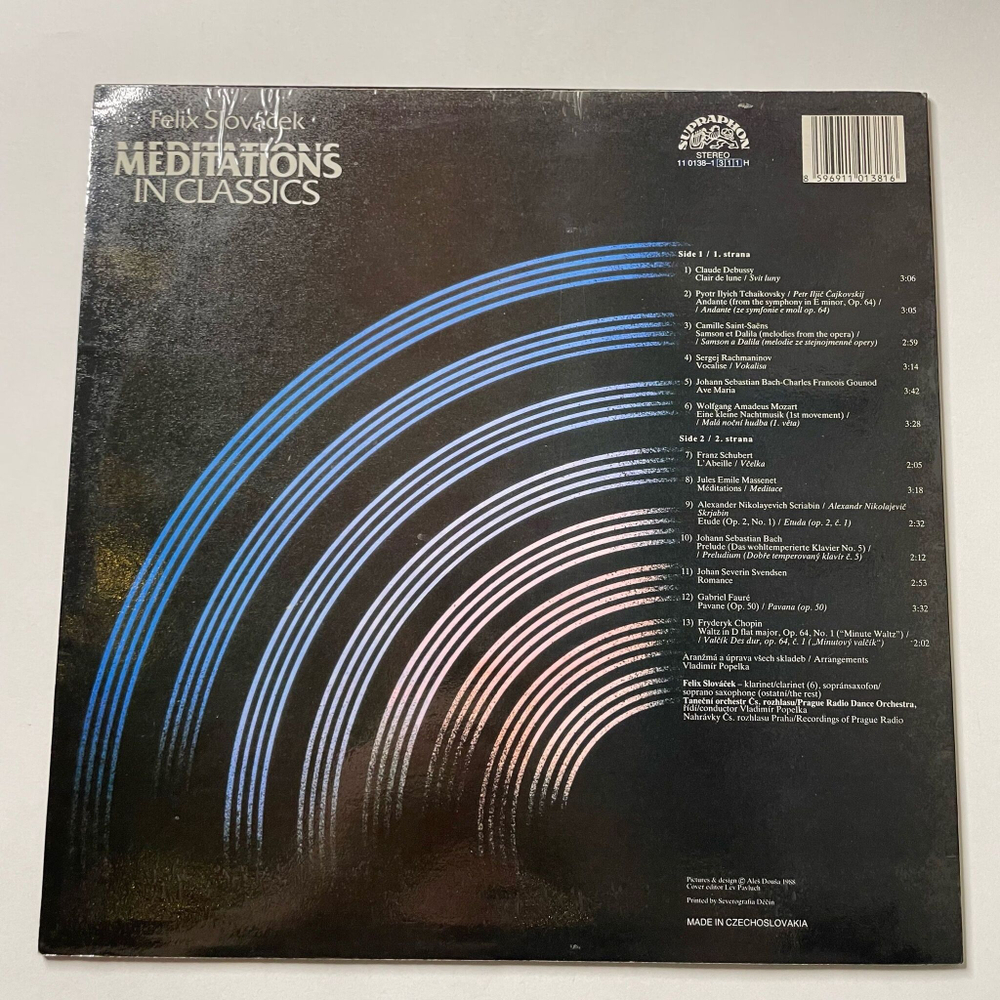 Felix Slováček
MEDITATIONS
IN CLASSICS
SUPRAPHON
STEREO
11 0138-1 311 H
8 596911 013816
Side 1 / 1. strana
1) Claude Debussy
Clair de lune / Svit luny 3:06
2) Pyotr Ilyich Tchaikovsky / Petr Iljič Čajkovskij
Andante (from the symphony in E minor, Op. 64) /
/ Andante (ze symfonie e moll op. 64) 3:05
3) Camille Saint-Saëns
Samson et Dalila (melodies from the opera) /
/ Samson a Dalila (melodie ze stejnojmenné opery) 2:59
4) Sergej Rachmaninov
Vocalise / Vokalisa 3:14
5) Johann Sebastian Bach-Charles Francois Gounod
Ave Maria 3:42
6) Wolfgang Amadeus Mozart
Eine kleine Nachtmusik (1st movement) /
/ Malá noční hudba (1. věta) 3:28
Side 2 / 2. strana
7) Franz Schubert
L'Abeille / Včelka 2:05
8) Jules Emile Massenet
Méditations / Meditace 3:18
9) Alexander Nikolayevich Scriabin / Alexandr Nikolajevič
Skrjabin
Etude (Op. 2, No. 1) / Etuda (op. 2, č. 1) 2:32
10) Johann Sebastian Bach
Prelude (Das wohltemperierte Klavier No. 5) /
/ Preludium (Dobře temperovaný klavír č. 5) 2:12
11) Johan Severin Svendsen
Romance 2:53
12) Gabriel Fauré
Pavane (Op. 50) / Pavana (op. 50) 3:32
13) Fryderyk Chopin
Waltz in D flat major, Op. 64, No. 1 ("Minute Waltz") /
/ Valčík Des dur, op. 64, č. 1 („Minutový valčík") 2:02
Aranžmá a úprava všech skladeb / Arrangements
Vladimír Popelka
Felix Slováček – klarinet/clarinet (6), sopránsaxofon/
soprano saxophone (ostatní/the rest)
Taneční orchestr Čs. rozhlasu/Prague Radio Dance Orchestra,
řídí/conductor Vladimír Popelka
Nahrávky Čs. rozhlasu Praha/Recordings of Prague Radio
Pictures & design © Aleš Douša 1988
Cover editor Lev Pavluch
Printed by Severografia Děčín
MADE IN CZECHOSLOVAKIA